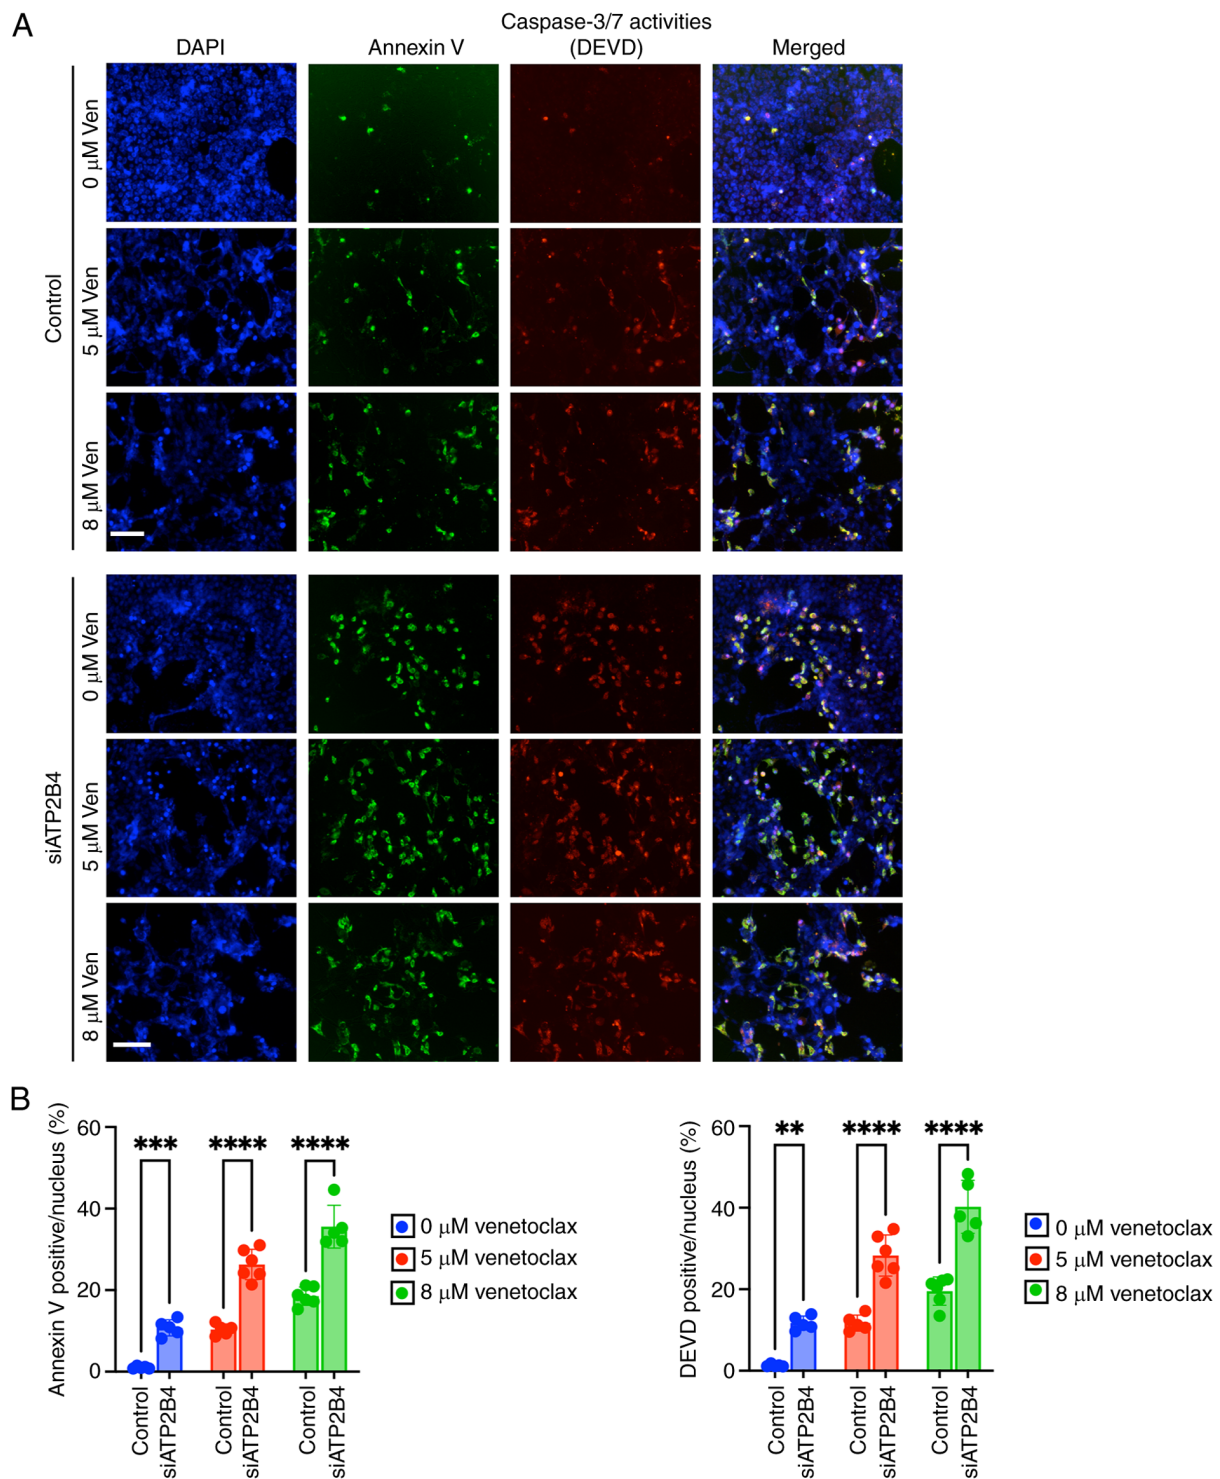 A
Caspase-3/7 activities
DAPI Annexin V (DEVD) Merged
Control
0 μM Ven
5 μM Ven
8 μM Ven
siATP2B4
0 μM Ven
5 μM Ven
8 μM Ven
B
Annexin V positive/nucleus (%)
60
40
20
0
*** **** ****
Control
siATP2B4
Control
siATP2B4
Control
siATP2B4
0 μM venetoclax
5 μM venetoclax
8 μM venetoclax
DEVD positive/nucleus (%)
60
40
20
0
** **** ****
Control
siATP2B4
Control
siATP2B4
Control
siATP2B4
0 μM venetoclax
5 μM venetoclax
8 μM venetoclax